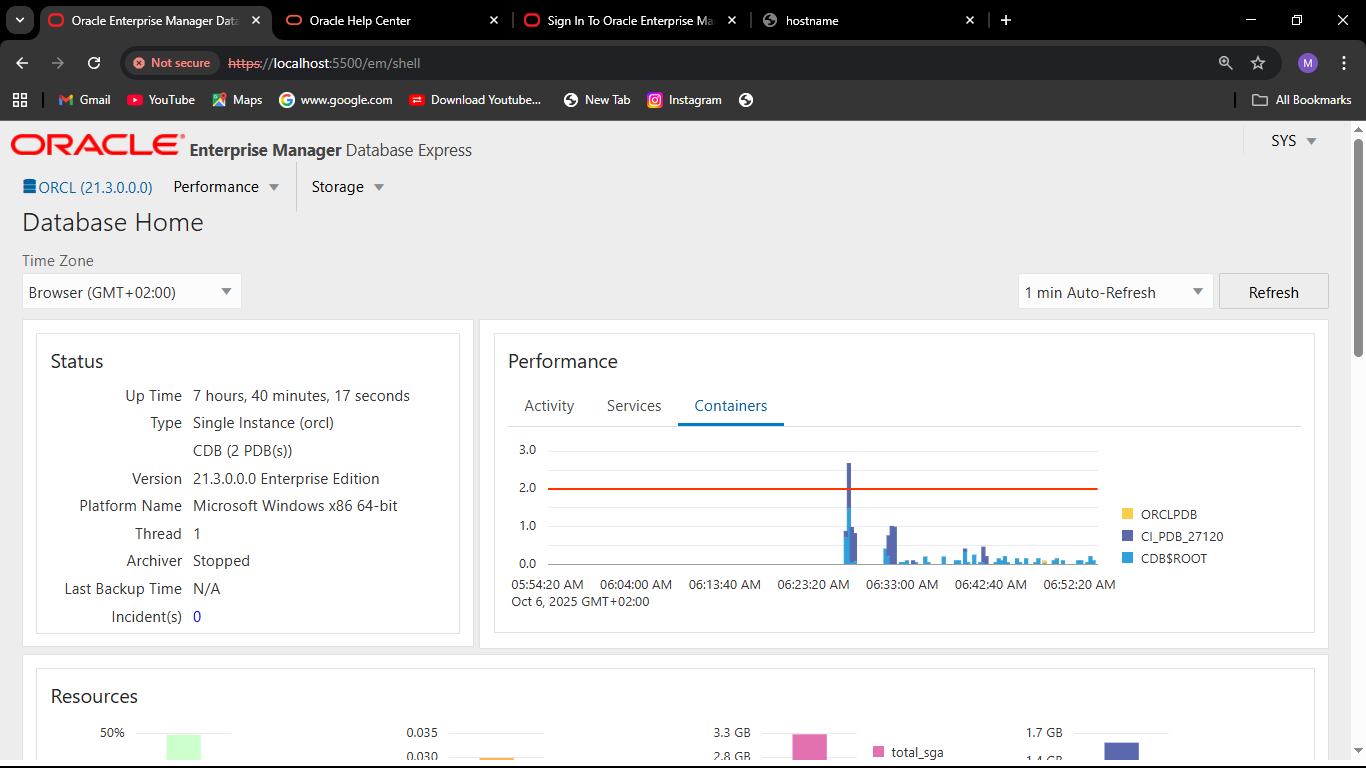 Oracle Enterprise Manager Data
Oracle Help Center
Sign In To Oracle Enterprise Ma
hostname
Not secure
https://localhost:5500/em/shell
M
Gmail
YouTube
Maps
www.google.com
Download Youtube...
New Tab
Instagram
All Bookmarks
ORACLE Enterprise Manager Database Express
SYS
ORCL (21.3.0.0.0)
Performance
Storage
Database Home
Time Zone
Browser (GMT+02:00)
1 min Auto-Refresh
Refresh
Status
Up Time 7 hours, 40 minutes, 17 seconds
Type Single Instance (orcl)
CDB (2 PDB(s))
Version 21.3.0.0.0 Enterprise Edition
Platform Name Microsoft Windows x86 64-bit
Thread 1
Archiver Stopped
Last Backup Time N/A
Incident(s) 0
Performance
Activity Services Containers
3.0
2.0
1.0
0.0
05:54:20 AM 06:04:00 AM 06:13:40 AM 06:23:20 AM 06:33:00 AM 06:42:40 AM 06:52:20 AM
Oct 6, 2025 GMT+02:00
ORCLPDB
CI_PDB_27120
CDB$ROOT
Resources
50%
0.035
0.030
3.3 GB
2.8 GB
total_sga
1.7 GB
1.4 GB